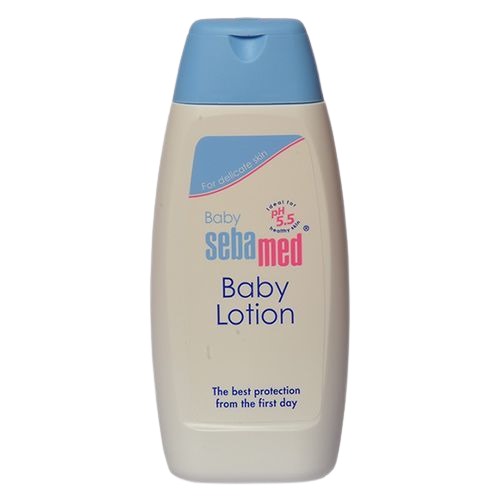 For delicate skin
Baby
sebamed®
ideal for
pH
5.5
healthy skin
Baby
Lotion
The best protection
from the first day